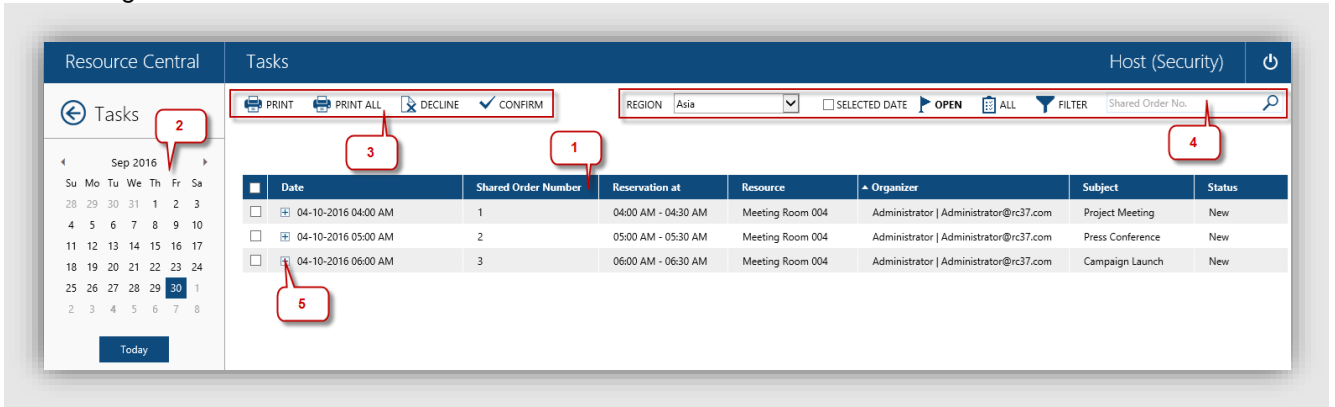 Resource Central Tasks Host (Security)
Tasks PRINT PRINT ALL DECLINE CONFIRM REGION Asia SELECTED DATE OPEN ALL FILTER Shared Order No.
2
3
1
4
Sep 2016
Su Mo Tu We Th Fr Sa
28 29 30 31 1 2 3
4 5 6 7 8 9 10
11 12 13 14 15 16 17
18 19 20 21 22 23 24
25 26 27 28 29 30 1
2 3 4 5 6 7 8
Today
Date Shared Order Number Reservation at Resource Organizer Subject Status
04-10-2016 04:00 AM 1 04:00 AM - 04:30 AM Meeting Room 004 Administrator | Administrator@rc37.com Project Meeting New
04-10-2016 05:00 AM 2 05:00 AM - 05:30 AM Meeting Room 004 Administrator | Administrator@rc37.com Press Conference New
04-10-2016 06:00 AM 3 06:00 AM - 06:30 AM Meeting Room 004 Administrator | Administrator@rc37.com Campaign Launch New
5